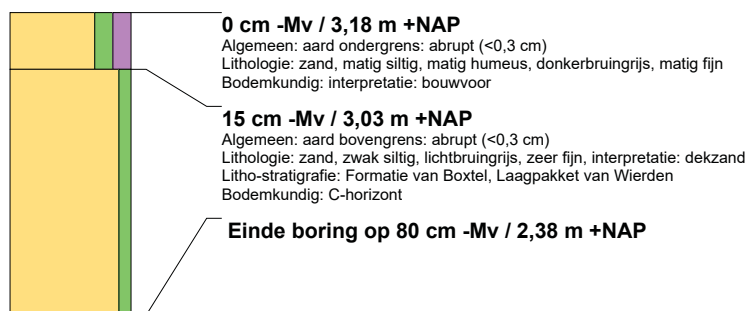 0 cm -Mv / 3,18 m +NAP
Algemeen: aard ondergrens: abrupt (<0,3 cm)
Lithologie: zand, matig siltig, matig humeus, donkerbruingrijs, matig fijn
Bodemkundig: interpretatie: bouwvoor
15 cm -Mv / 3,03 m +NAP
Algemeen: aard bovengrens: abrupt (<0,3 cm)
Lithologie: zand, zwak siltig, lichtbruingrijs, zeer fijn, interpretatie: dekzand
Litho-stratigrafie: Formatie van Boxtel, Laagpakket van Wierden
Bodemkundig: C-horizont
Einde boring op 80 cm -Mv / 2,38 m +NAP